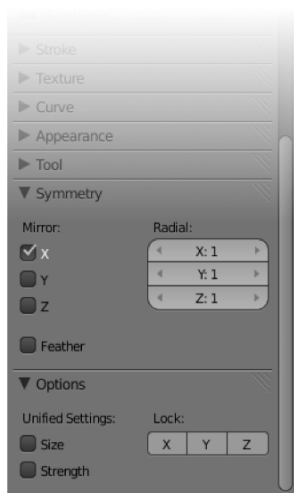 Stroke
Texture
Curve
Appearance
Tool
Symmetry
Mirror: Radial:
X X: 1
Y Y: 1
Z Z: 1
Feather
Options
Unified Settings: Lock:
Size X Y Z
Strength